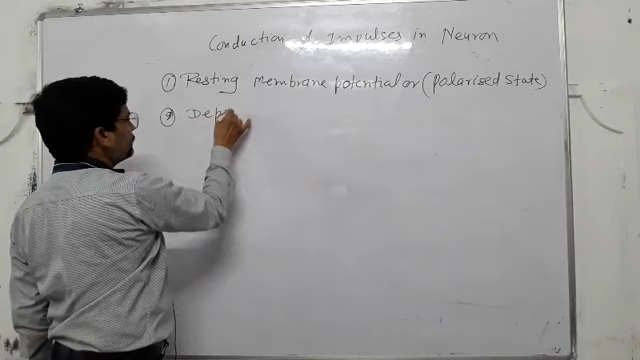 Conduction of Impulses in Neuron
① Resting Membrane potential or (polarised State)
② Dep